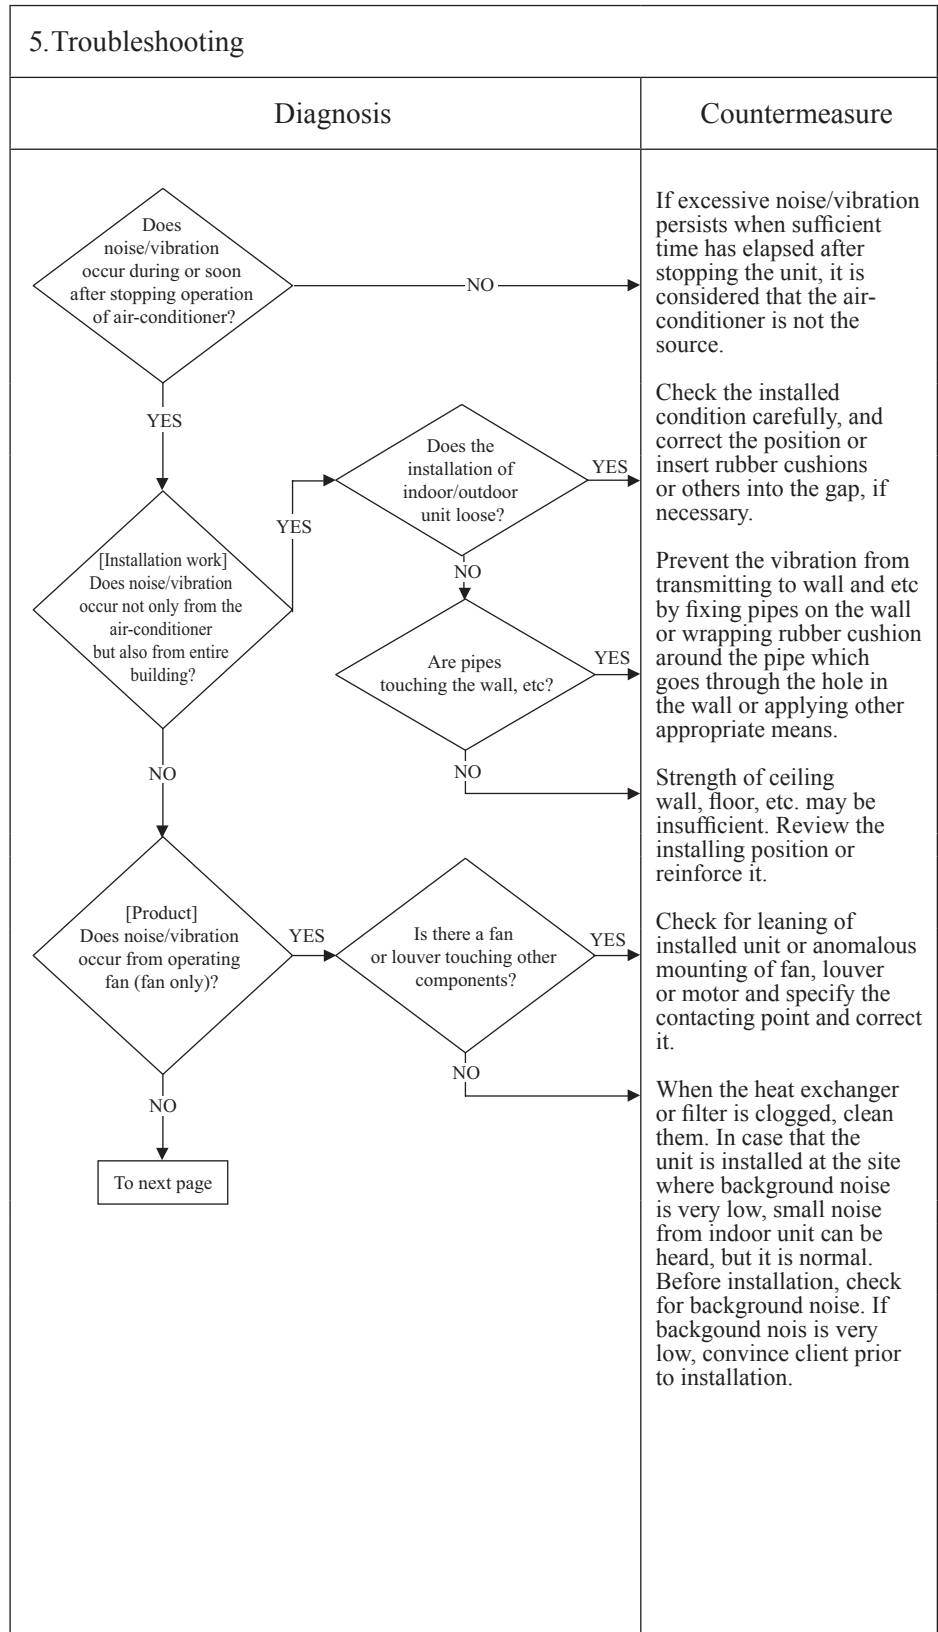 5.Troubleshooting
Diagnosis
Countermeasure
Does
noise/vibration
occur during or soon
after stopping operation
of air-conditioner?
NO
If excessive noise/vibration
persists when sufficient
time has elapsed after
stopping the unit, it is
considered that the air-
conditioner is not the
source.
YES
[Installation work]
Does noise/vibration
occur not only from the
air-conditioner
but also from entire
building?
YES
Does the
installation of
indoor/outdoor
unit loose?
YES
Check the installed
condition carefully, and
correct the position or
insert rubber cushions
or others into the gap, if
necessary.
NO
Are pipes
touching the wall, etc?
YES
Prevent the vibration from
transmitting to wall and etc
by fixing pipes on the wall
or wrapping rubber cushion
around the pipe which
goes through the hole in
the wall or applying other
appropriate means.
NO
Strength of ceiling
wall, floor, etc. may be
insufficient. Review the
installing position or
reinforce it.
NO
[Product]
Does noise/vibration
occur from operating
fan (fan only)?
YES
Is there a fan
or louver touching other
components?
YES
Check for leaning of
installed unit or anomalous
mounting of fan, louver
or motor and specify the
contacting point and correct
it.
NO
When the heat exchanger
or filter is clogged, clean
them. In case that the
unit is installed at the site
where background noise
is very low, small noise
from indoor unit can be
heard, but it is normal.
Before installation, check
for background noise. If
backgound nois is very
low, convince client prior
to installation.
NO
To next page